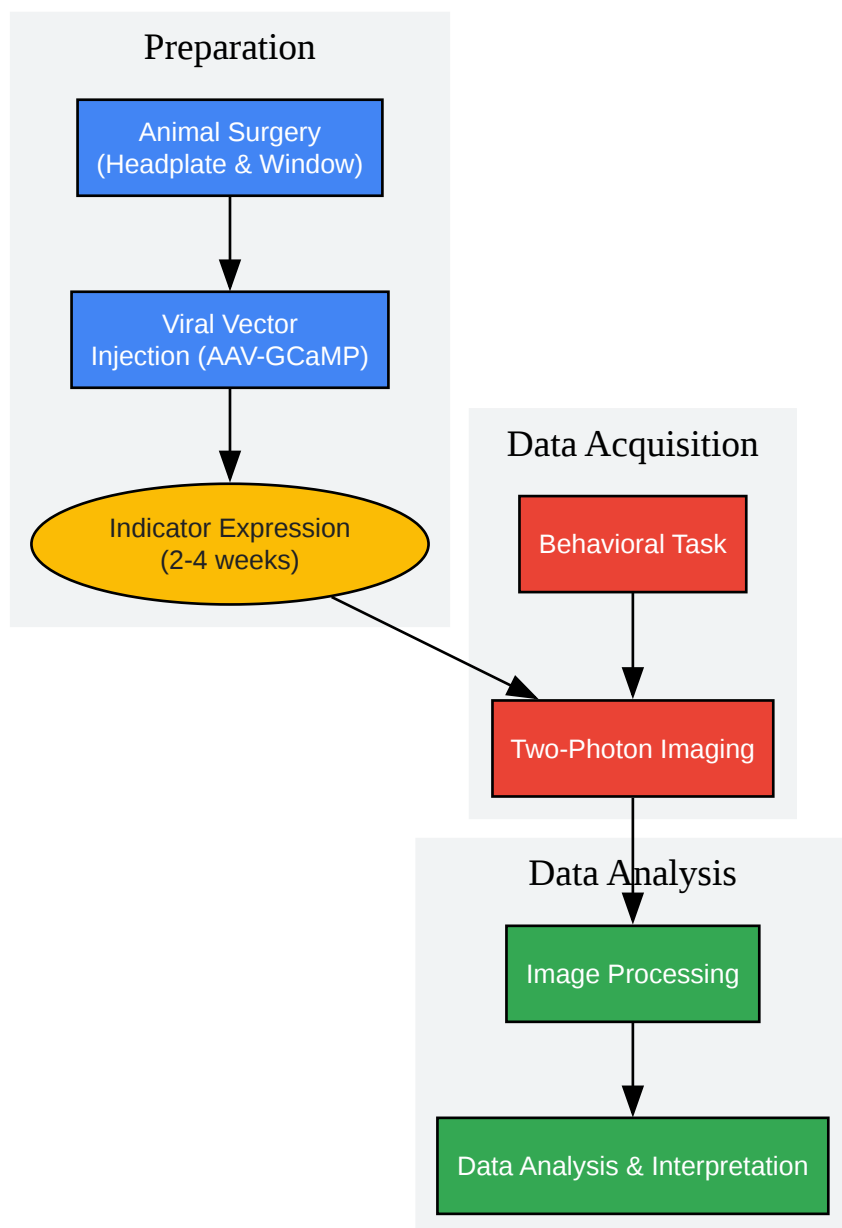 Preparation
Animal Surgery
(Headplate & Window)
Viral Vector
Injection (AAV-GCaMP)
Indicator Expression
(2-4 weeks)
Data Acquisition
Behavioral Task
Two-Photon Imaging
Data Analysis
Image Processing
Data Analysis & Interpretation